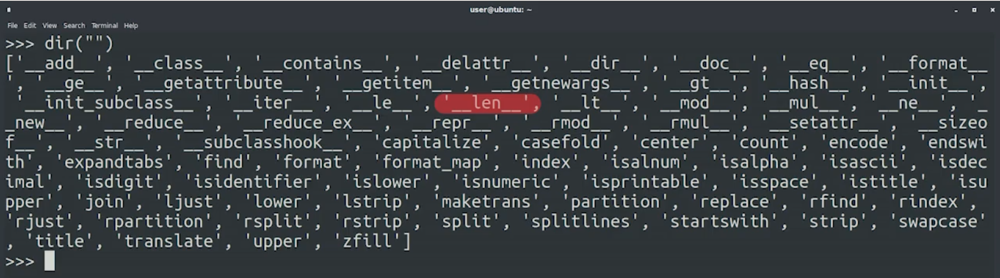 user@ubuntu: ~
File Edit View Search Terminal Help
>>> dir("")
['__add__', '__class__', '__contains__', '__delattr__', '__dir__', '__doc__', '__eq__', '__format__
', '__ge__', '__getattribute__', '__getitem__', '__getnewargs__', '__gt__', '__hash__', '__init__',
 '__init_subclass__', '__iter__', '__le__', '__len__', '__lt__', '__mod__', '__mul__', '__ne__', '_
_new__', '__reduce__', '__reduce_ex__', '__repr__', '__rmod__', '__rmul__', '__setattr__', '__sizeo
f__', '__str__', '__subclasshook__', 'capitalize', 'casefold', 'center', 'count', 'encode', 'endswi
th', 'expandtabs', 'find', 'format', 'format_map', 'index', 'isalnum', 'isalpha', 'isascii', 'isdec
imal', 'isdigit', 'isidentifier', 'islower', 'isnumeric', 'isprintable', 'isspace', 'istitle', 'isu
pper', 'join', 'ljust', 'lower', 'lstrip', 'maketrans', 'partition', 'replace', 'rfind', 'rindex',
'rjust', 'rpartition', 'rsplit', 'rstrip', 'split', 'splitlines', 'startswith', 'strip', 'swapcase'
, 'title', 'translate', 'upper', 'zfill']
>>>